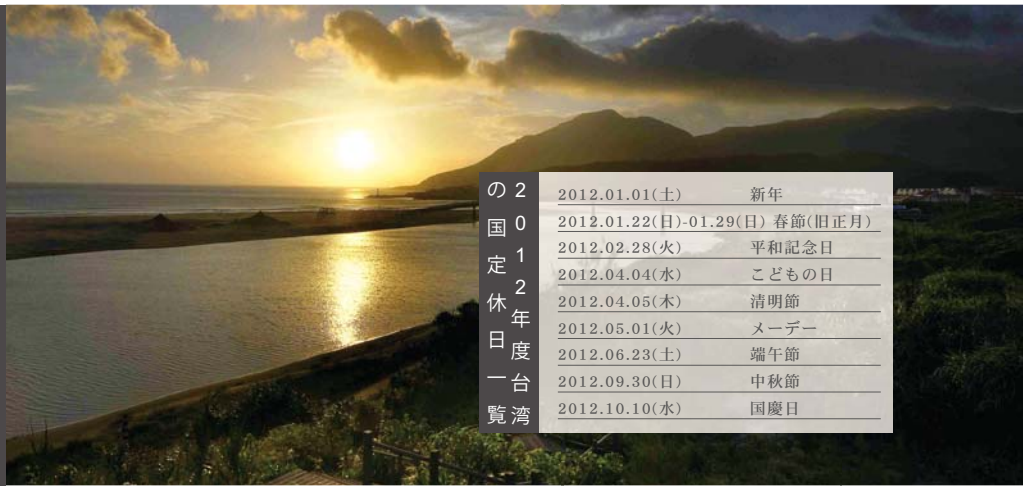 2012年度台湾
の国定休日一覧
2012.01.01(土) 新年
2012.01.22(日)-01.29(日) 春節(旧正月)
2012.02.28(火) 平和記念日
2012.04.04(水) こどもの日
2012.04.05(木) 清明節
2012.05.01(火) メーデー
2012.06.23(土) 端午節
2012.09.30(日) 中秋節
2012.10.10(水) 国慶日